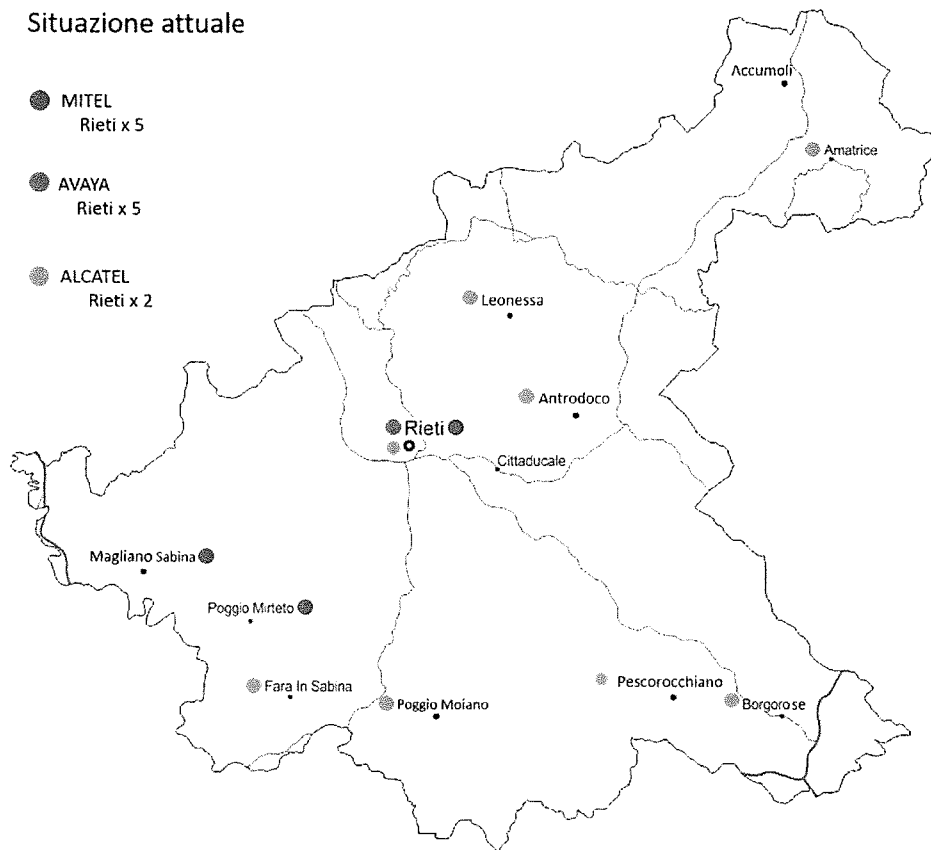 Situazione attuale
MITEL
Rieti x 5
AVAYA
Rieti x 5
ALCATEL
Rieti x 2
Accumoli
Amatrice
Leonessa
Antrodoco
Rieti
Cittaducale
Magliano Sabina
Poggio Mirteto
Fara In Sabina
Poggio Moiano
Pescorocchiano
Borgorose